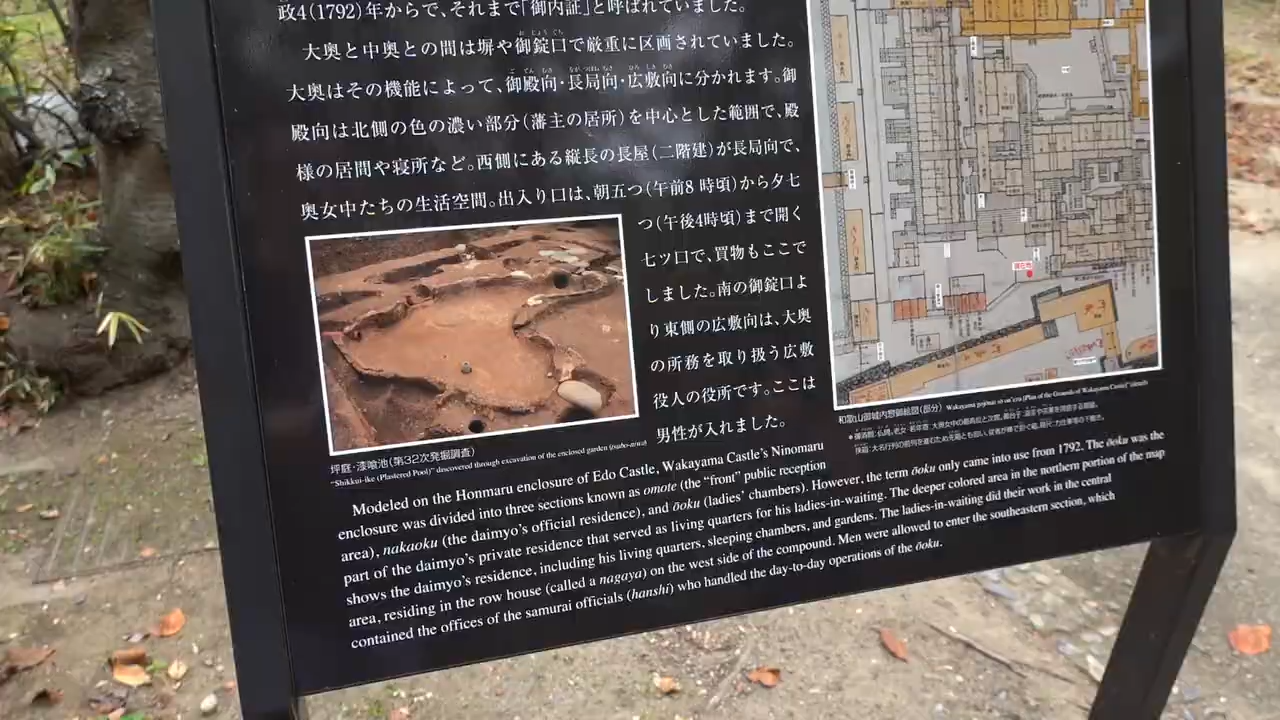 政4(1792)年からで、それまで「御内証」と呼ばれていました。
大奥と中奥との間は塀や御錠口で厳重に区画されていました。
大奥はその機能によって、御殿向・長局向・広敷向に分かれます。御
殿向は北側の色の濃い部分(藩主の居所)を中心とした範囲で、殿
様の居間や寝所など。西側にある縦長の長屋(二階建)が長局向で、
奥女中たちの生活空間。出入り口は、朝五つ(午前8時頃)から夕七
つ(午後4時頃)まで開く
七ツ口で、買物もここで
しました。南の御錠口よ
り東側の広敷向は、大奥
の所務を取り扱う広敷
役人の役所です。ここは
男性が入れました。
坪庭・漆喰池(第32次発掘調査)
"Shikkui-ike (Plastered Pool)" discovered through excavation of the enclosed garden (tsubo-niwa)
現在地
和歌山御城内惣御絵図(部分)
Modeled on the Honmaru enclosure of Edo Castle, Wakayama Castle's Ninomaru
enclosure was divided into three sections known as omote (the "front" public reception
area), nakaoku (the daimyo's official residence), and ōoku (ladies' chambers). However, the term ōoku only came into use from 1792. The ōoku was the
part of the daimyo's private residence that served as living quarters for his ladies-in-waiting. The deeper colored area in the northern portion of the map
shows the daimyo's residence, including his living quarters, sleeping chambers, and gardens. The ladies-in-waiting did their work in the central
area, residing in the row house (called a nagaya) on the west side of the compound. Men were allowed to enter the southeastern section, which
contained the offices of the samurai officials (hanshi) who handled the day-to-day operations of the ōoku.